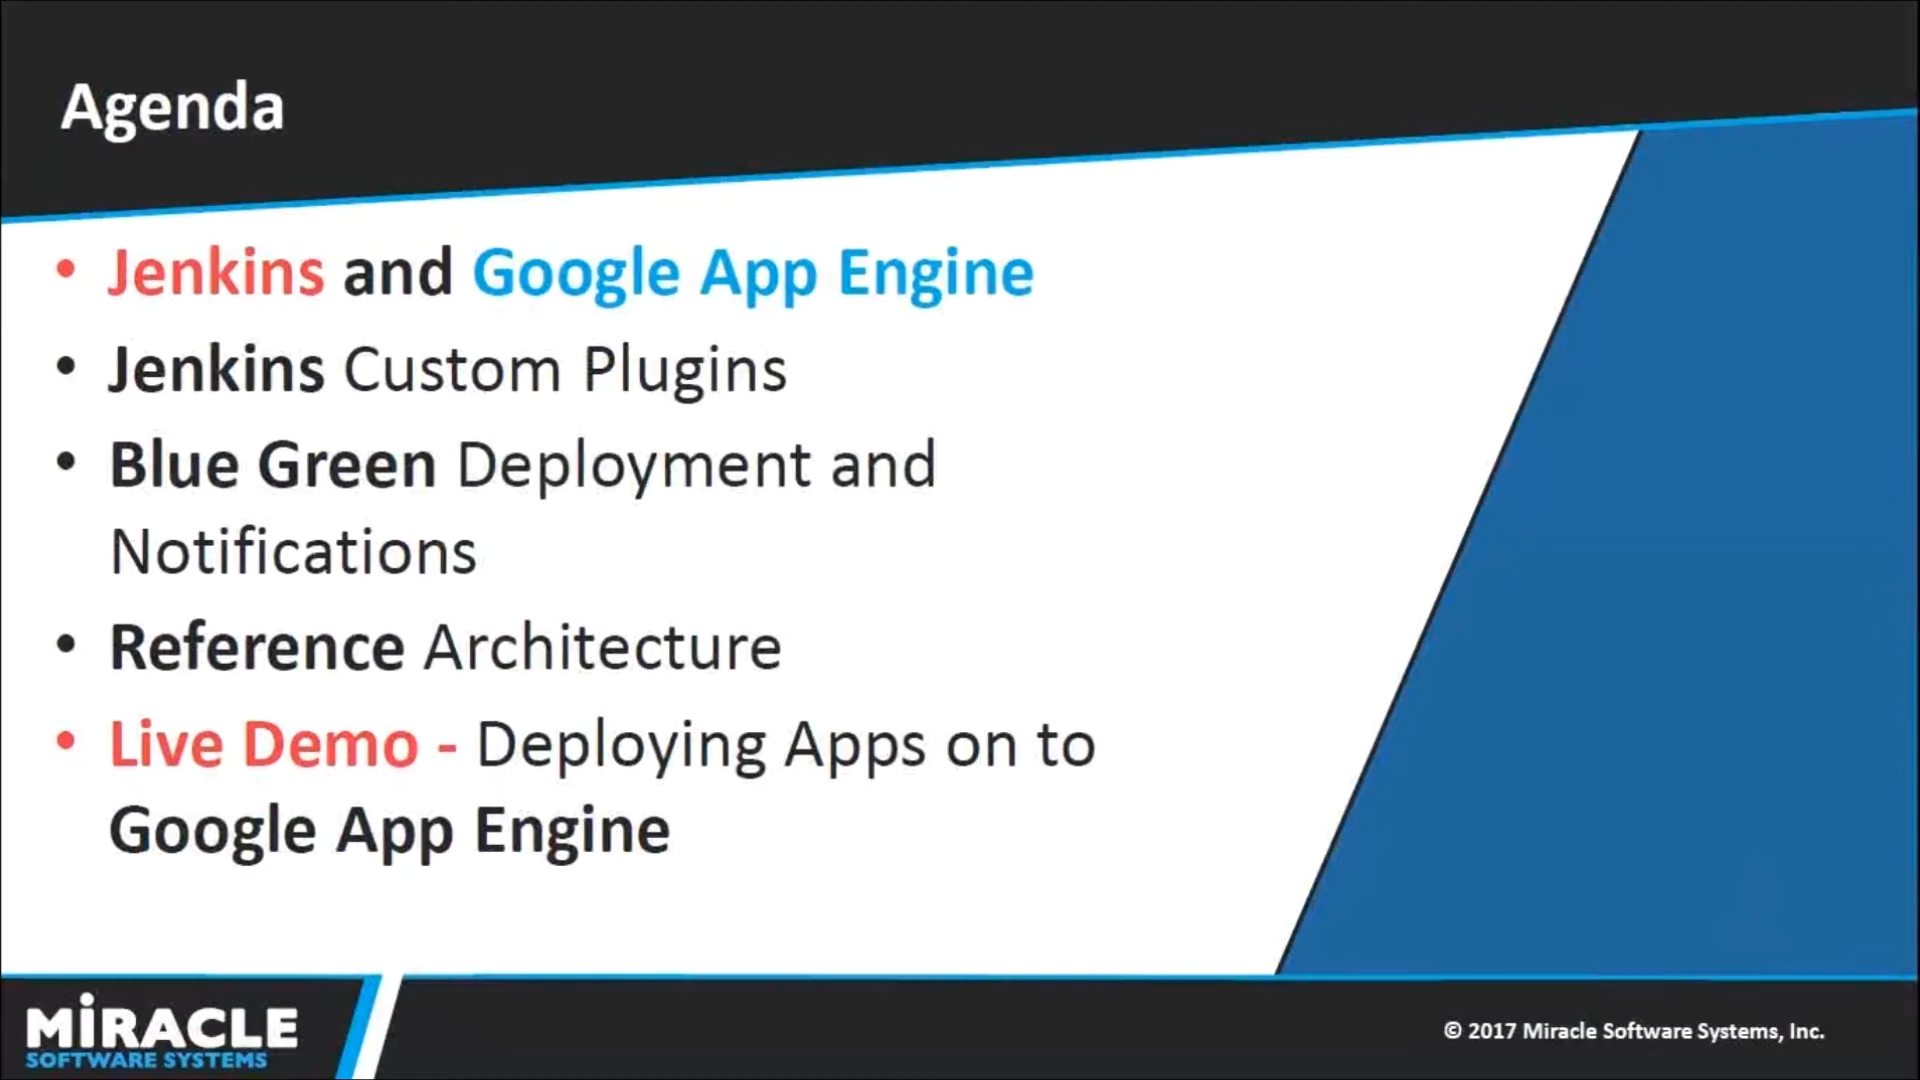 Agenda
• Jenkins and Google App Engine
• Jenkins Custom Plugins
• Blue Green Deployment and
Notifications
• Reference Architecture
• Live Demo - Deploying Apps on to
Google App Engine
MiRACLE
SOFTWARE SYSTEMS
© 2017 Miracle Software Systems, Inc.